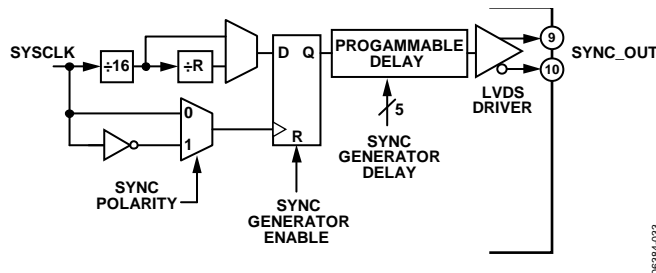 SYSCLK
÷16
÷R
D Q
R
PROGAMMABLE
DELAY
9
10
SYNC_OUT
LVDS
DRIVER
0
1
5
SYNC
GENERATOR
DELAY
SYNC
POLARITY
SYNC
GENERATOR
ENABLE